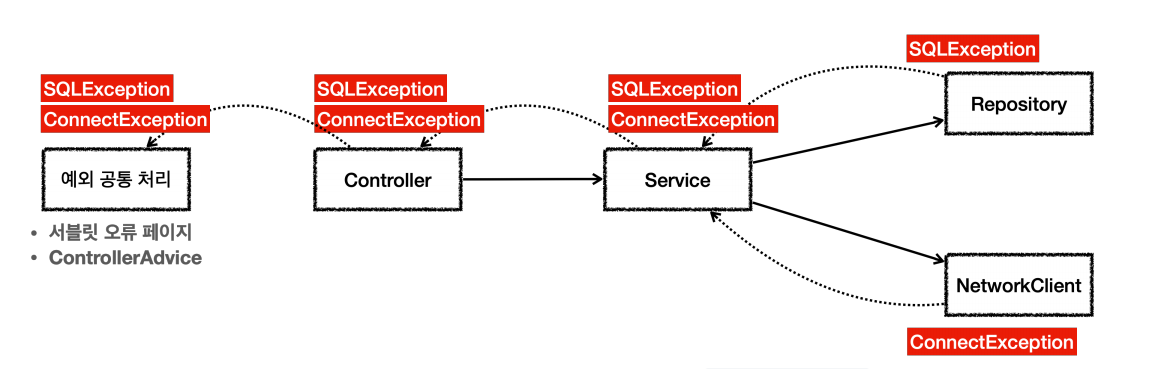 SQLException
ConnectException
예외 공통 처리
• 서블릿 오류 페이지
• ControllerAdvice
SQLException
ConnectException
Controller
SQLException
ConnectException
Service
SQLException
Repository
NetworkClient
ConnectException